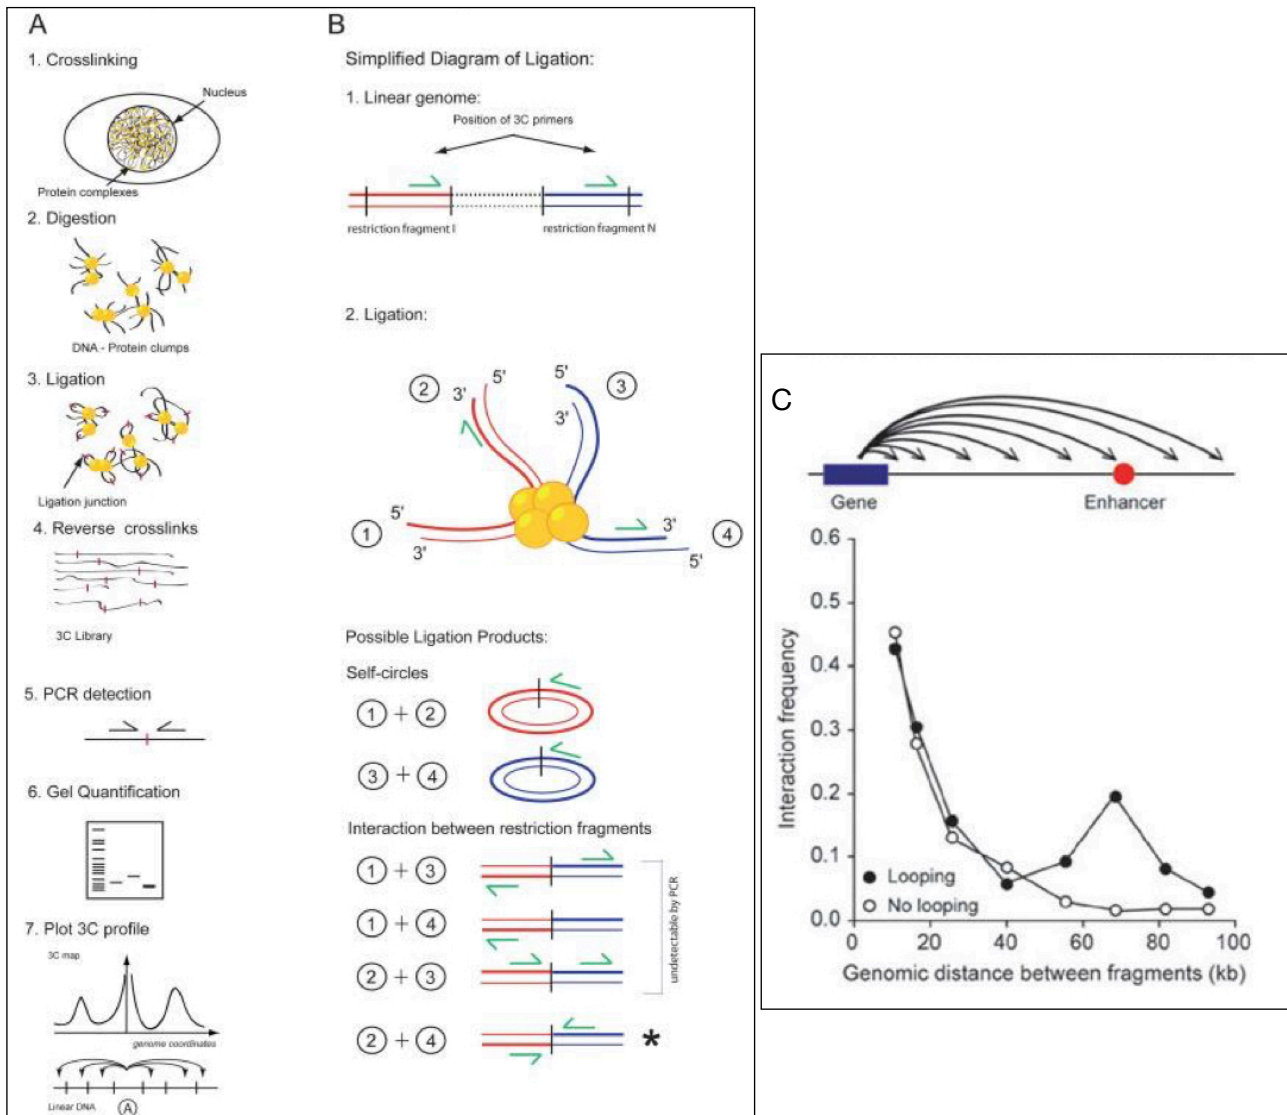 A
1. Crosslinking
Nucleus
Protein complexes
2. Digestion
DNA - Protein clumps
3. Ligation
Ligation junction
4. Reverse crosslinks
3C Library
5. PCR detection
6. Gel Quantification
7. Plot 3C profile
3C map
genome coordinates
Linear DNA
A
B
Simplified Diagram of Ligation:
1. Linear genome:
Position of 3C primers
restriction fragment I
restriction fragment N
2. Ligation:
2
3'
5'
5'
3'
3
1
5'
3'
3'
5'
4
Possible Ligation Products:
Self-circles
1 + 2
3 + 4
Interaction between restriction fragments
1 + 3
1 + 4
2 + 3
undetectable by PCR
2 + 4 *
C
Gene
Enhancer
Interaction frequency
0.6
0.5
0.4
0.3
0.2
0.1
0.0
Looping
No looping
0 20 40 60 80 100
Genomic distance between fragments (kb)